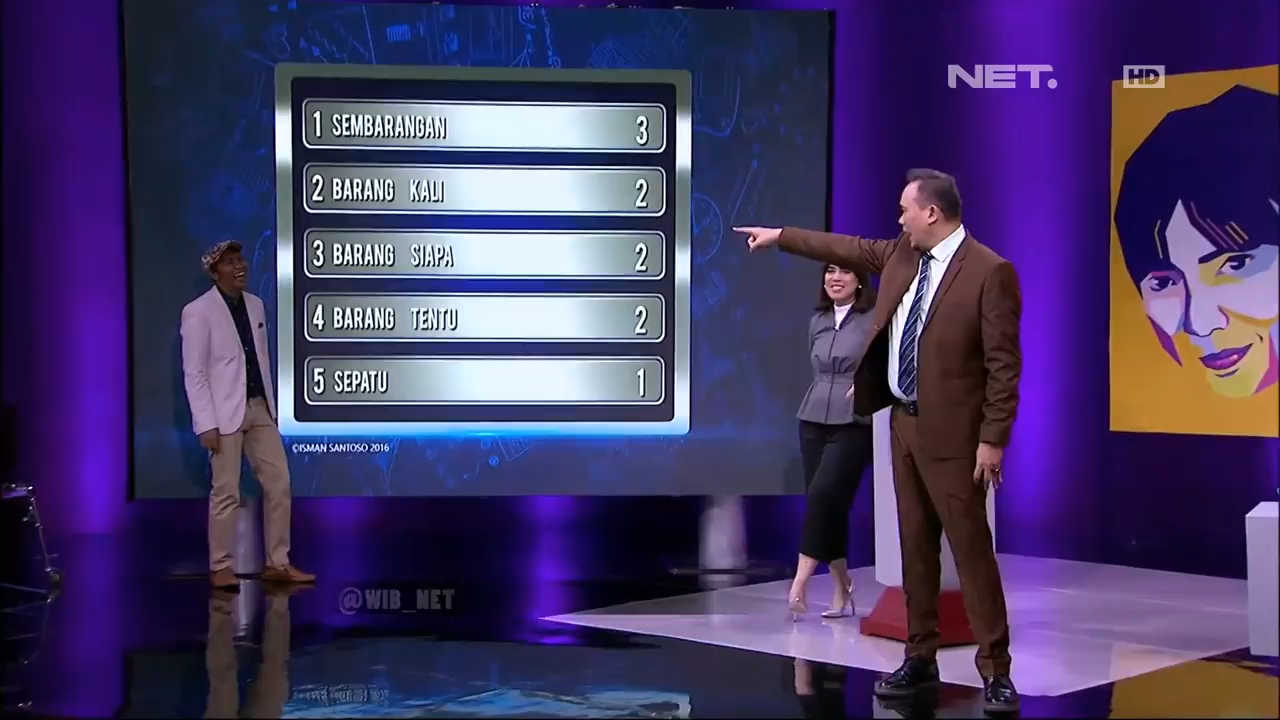 NET.
HD
1 SEMBARANGAN 3
2 BARANG KALI 2
3 BARANG SIAPA 2
4 BARANG TENTU 2
5 SEPATU 1
©ISMAN SANTOSO 2016
@WIB_NET